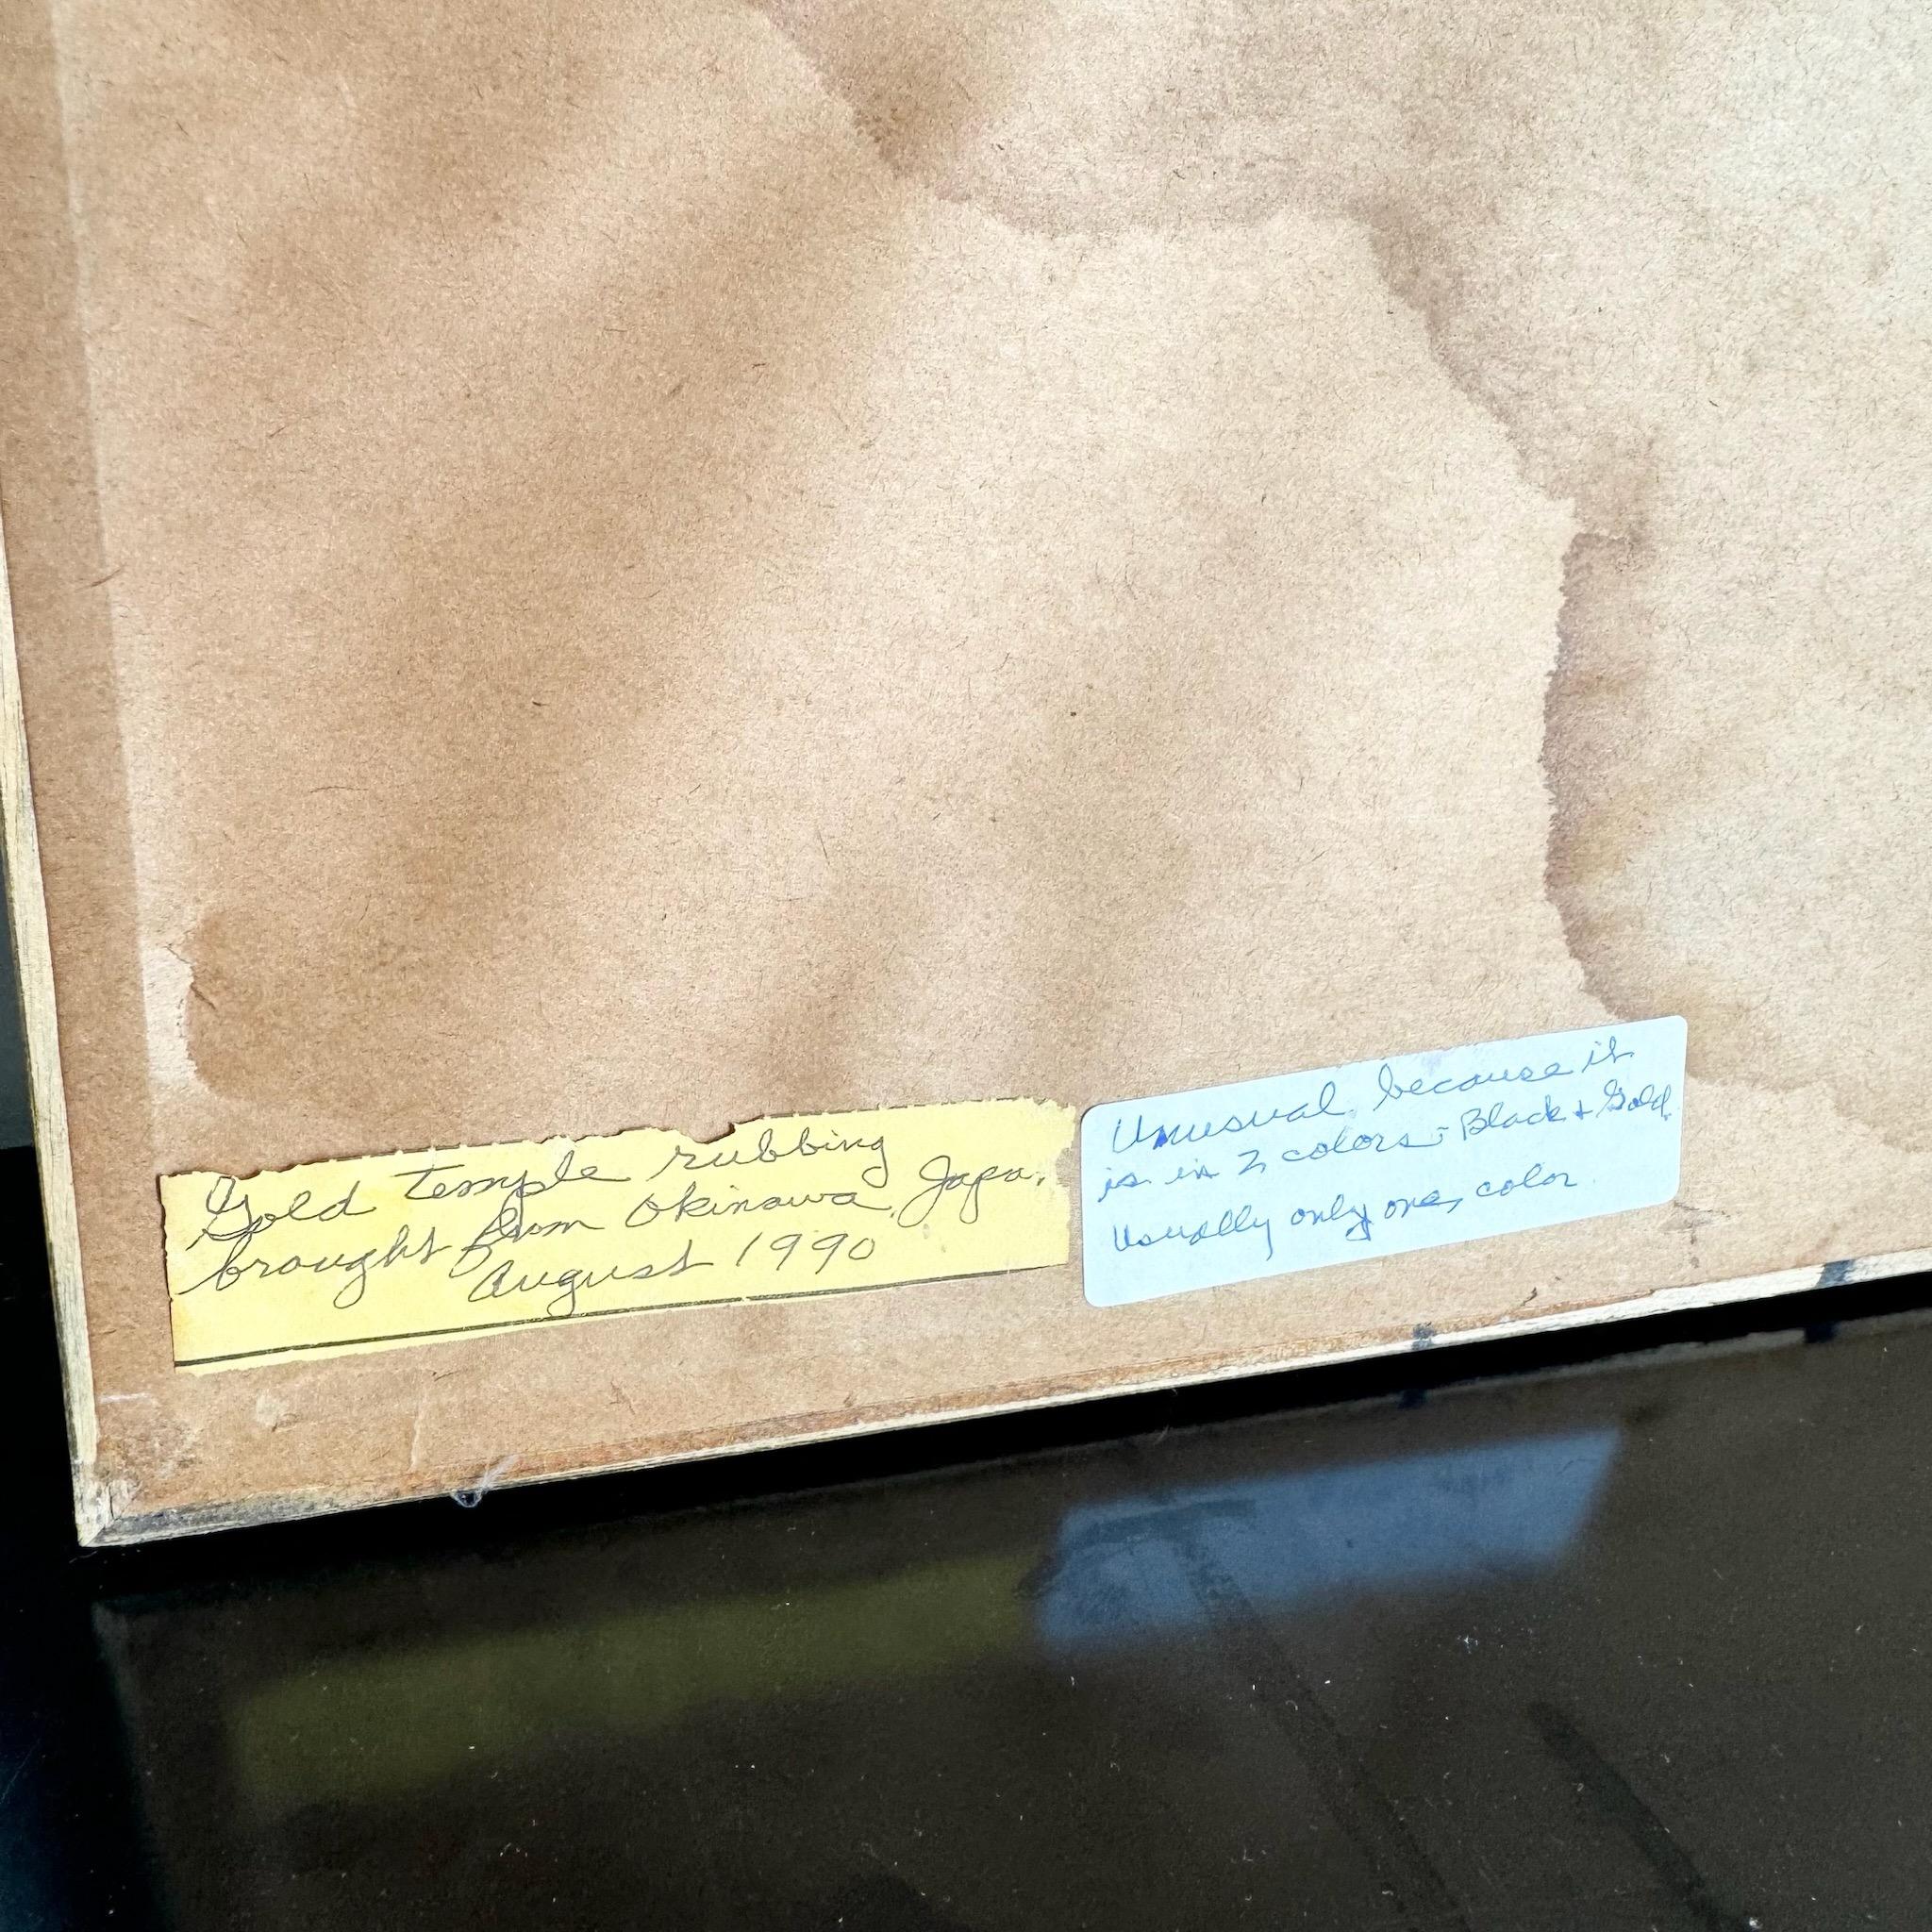 Gold temple rubbing
brought from Okinawa, Japa.
August 1990
Unusual because it
is in 2 colors - Black + Gold.
Usually only one, color.